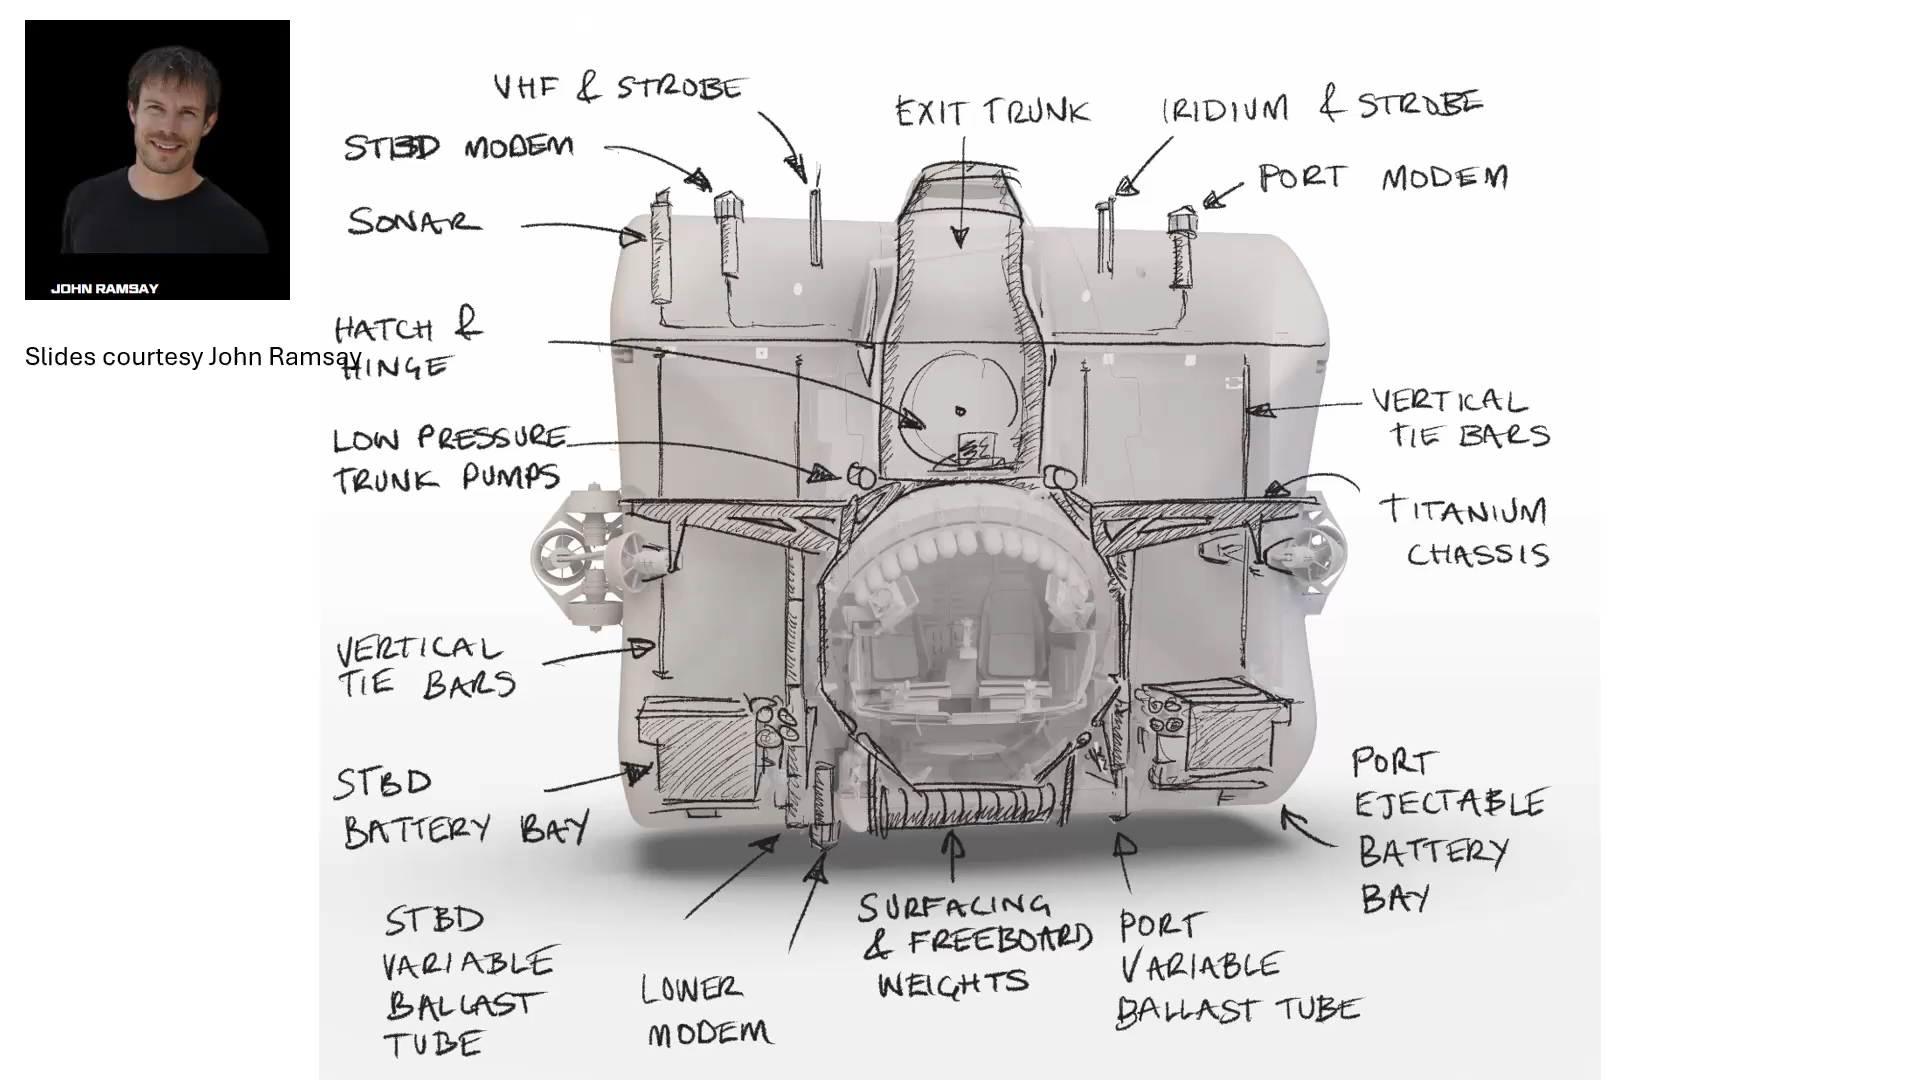 JOHN RAMSAY
Slides courtesy John Ramsay
VHF & STROBE
STBD MODEM
SONAR
EXIT TRUNK
IRIDIUM & STROBE
PORT MODEM
HATCH &
HINGE
LOW PRESSURE
TRUNK PUMPS
VERTICAL
TIE BARS
TITANIUM
CHASSIS
VERTICAL
TIE BARS
STBD
BATTERY BAY
PORT
EJECTABLE
BATTERY
BAY
STBD
VARIABLE
BALLAST
TUBE
LOWER
MODEM
SURFACING
& FREEBOARD
WEIGHTS
PORT
VARIABLE
BALLAST TUBE